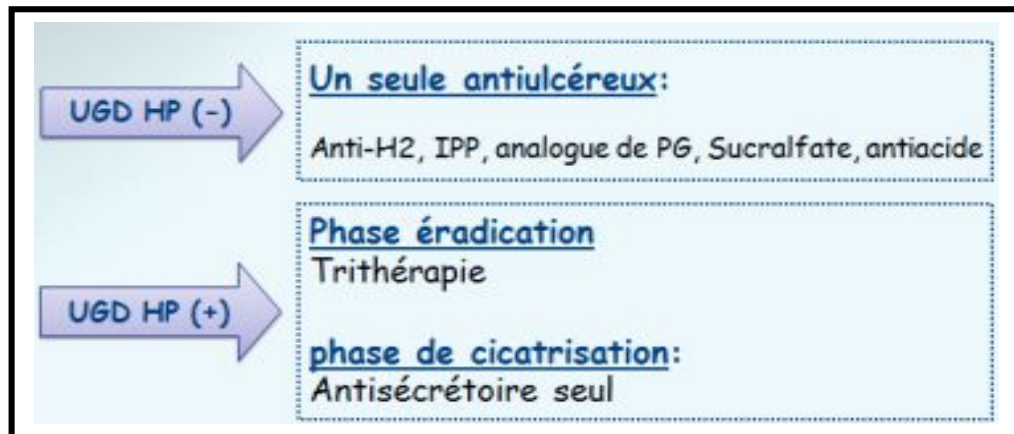 UGD HP (-)
Un seule antiulcéreux:
Anti-H2, IPP, analogue de PG, Sucralfate, antiacide
UGD HP (+)
Phase éradication
Trithérapie
phase de cicatrisation:
Antisécrétoire seul